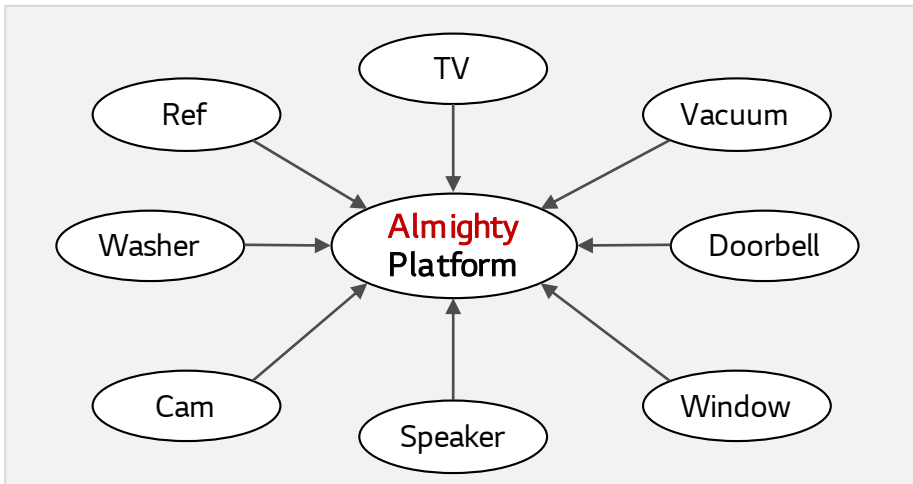 TV
Ref
Vacuum
Almighty
Platform
Washer
Doorbell
Cam
Window
Speaker